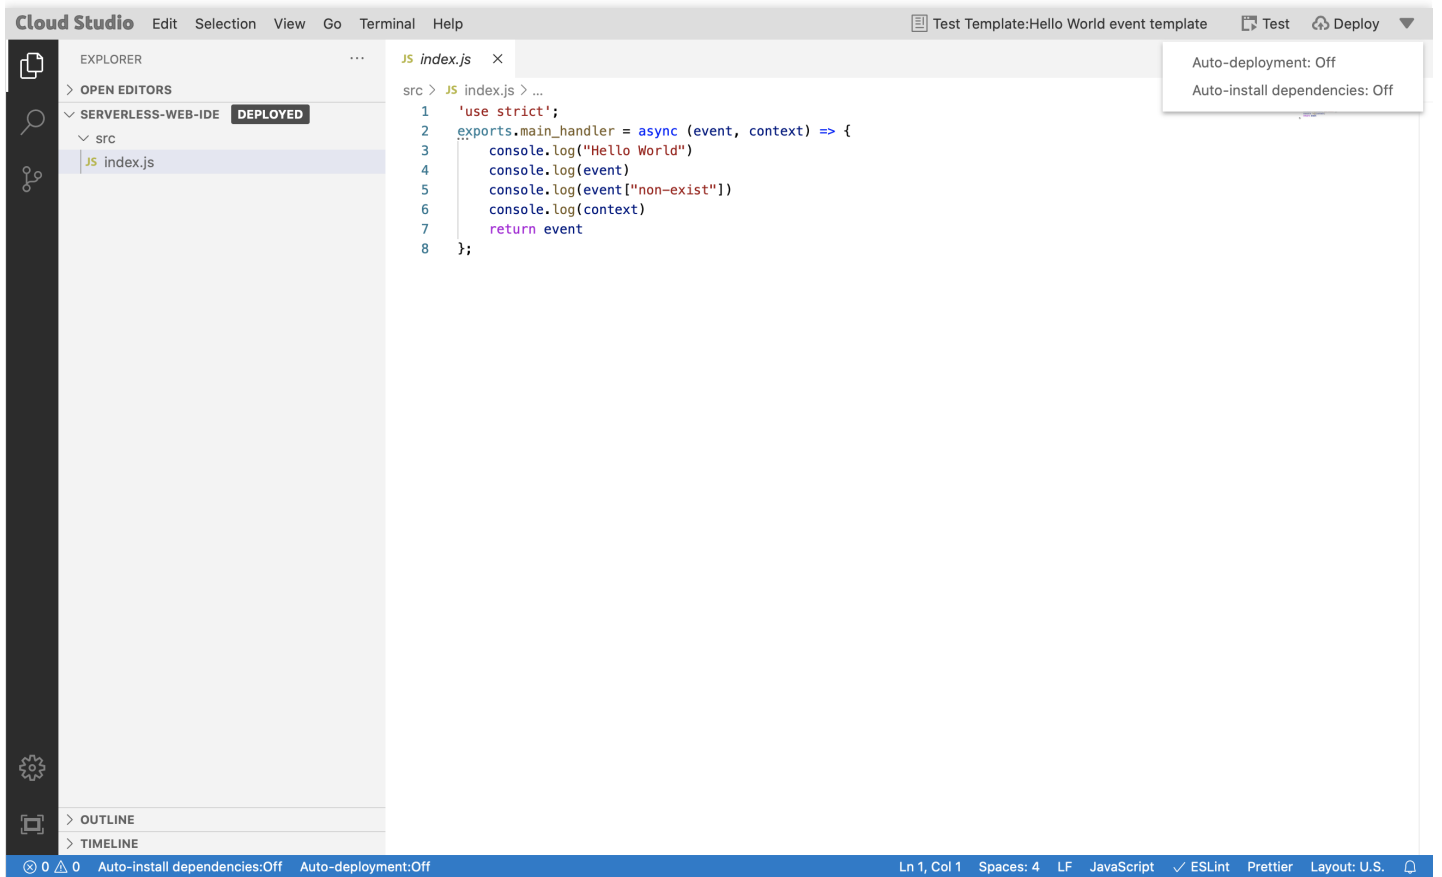 Cloud Studio Edit Selection View Go Terminal Help Test Template:Hello World event template Test Deploy
Auto-deployment: Off
Auto-install dependencies: Off
EXPLORER ...
OPEN EDITORS
SERVERLESS-WEB-IDE DEPLOYED
src
JS index.js
OUTLINE
TIMELINE
JS index.js
src > JS index.js > ...
1 'use strict';
2 exports.main_handler = async (event, context) => {
3 console.log("Hello World")
4 console.log(event)
5 console.log(event["non-exist"])
6 console.log(context)
7 return event
8 };
0 0 Auto-install dependencies:Off Auto-deployment:Off Ln 1, Col 1 Spaces: 4 LF JavaScript ESLint Prettier Layout: U.S.